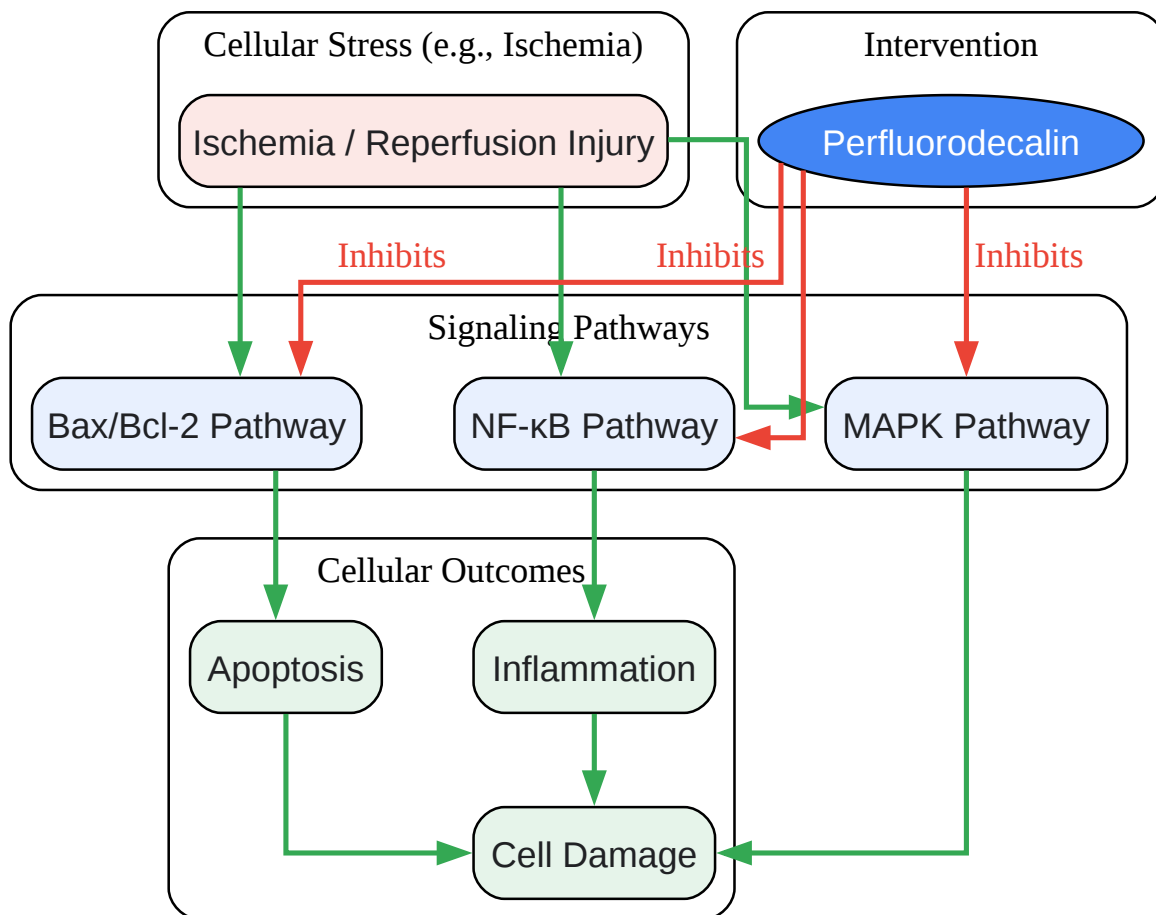 Cellular Stress (e.g., Ischemia)
Intervention
Ischemia / Reperfusion Injury
Perfluorodecalin
Inhibits
Inhibits
Inhibits
Signaling Pathways
Bax/Bcl-2 Pathway
NF-κB Pathway
MAPK Pathway
Cellular Outcomes
Apoptosis
Inflammation
Cell Damage